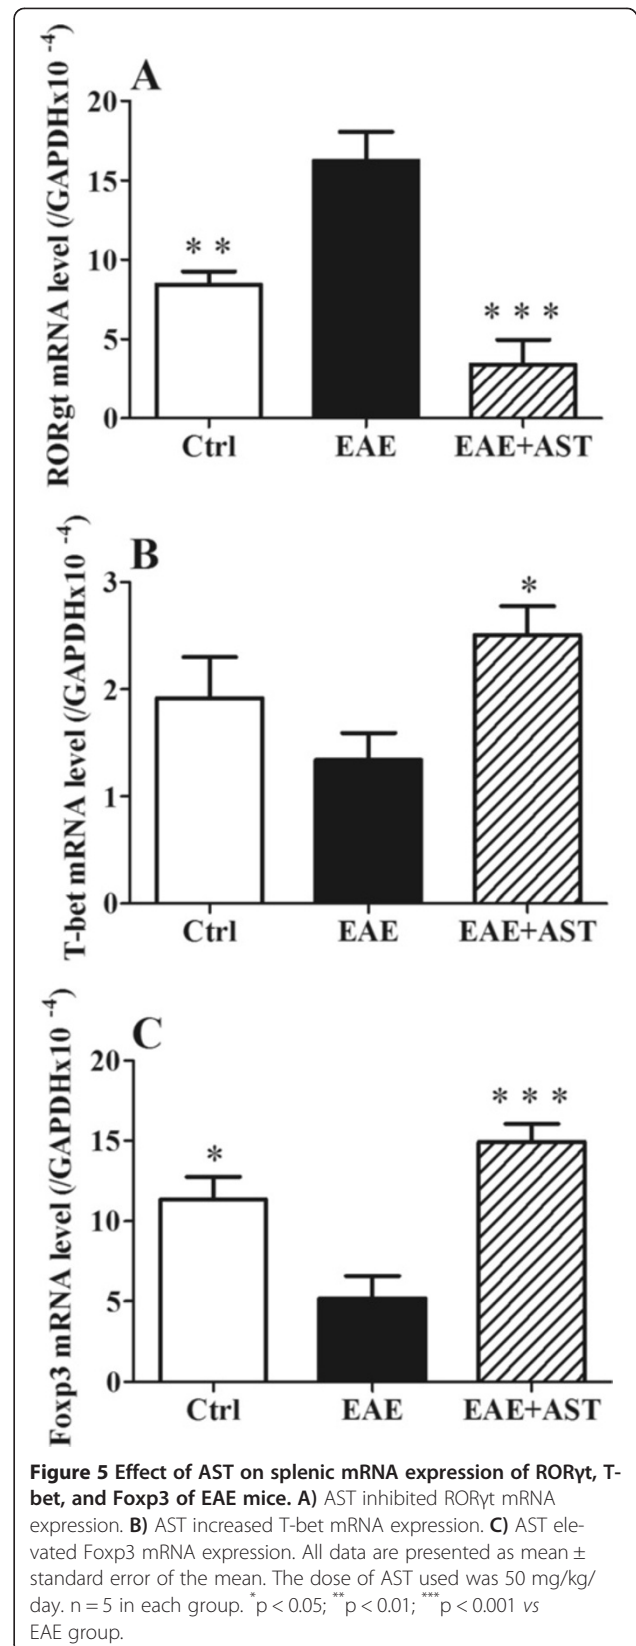 A
RORgt mRNA level (/GAPDHx10 -4)
20
15
10
5
0
* *
* * *
Ctrl
EAE
EAE+AST
B
T-bet mRNA level (/GAPDHx10 -4)
3
2
1
0
*
Ctrl
EAE
EAE+AST
C
Foxp3 mRNA level (/GAPDHx10 -4)
20
15
10
5
0
*
* * *
Ctrl
EAE
EAE+AST
Figure 5 Effect of AST on splenic mRNA expression of RORγt, T-
bet, and Foxp3 of EAE mice. A) AST inhibited RORγt mRNA
expression. B) AST increased T-bet mRNA expression. C) AST ele-
vated Foxp3 mRNA expression. All data are presented as mean ±
standard error of the mean. The dose of AST used was 50 mg/kg/
day. n = 5 in each group. *p < 0.05; **p < 0.01; ***p < 0.001 vs
EAE group.